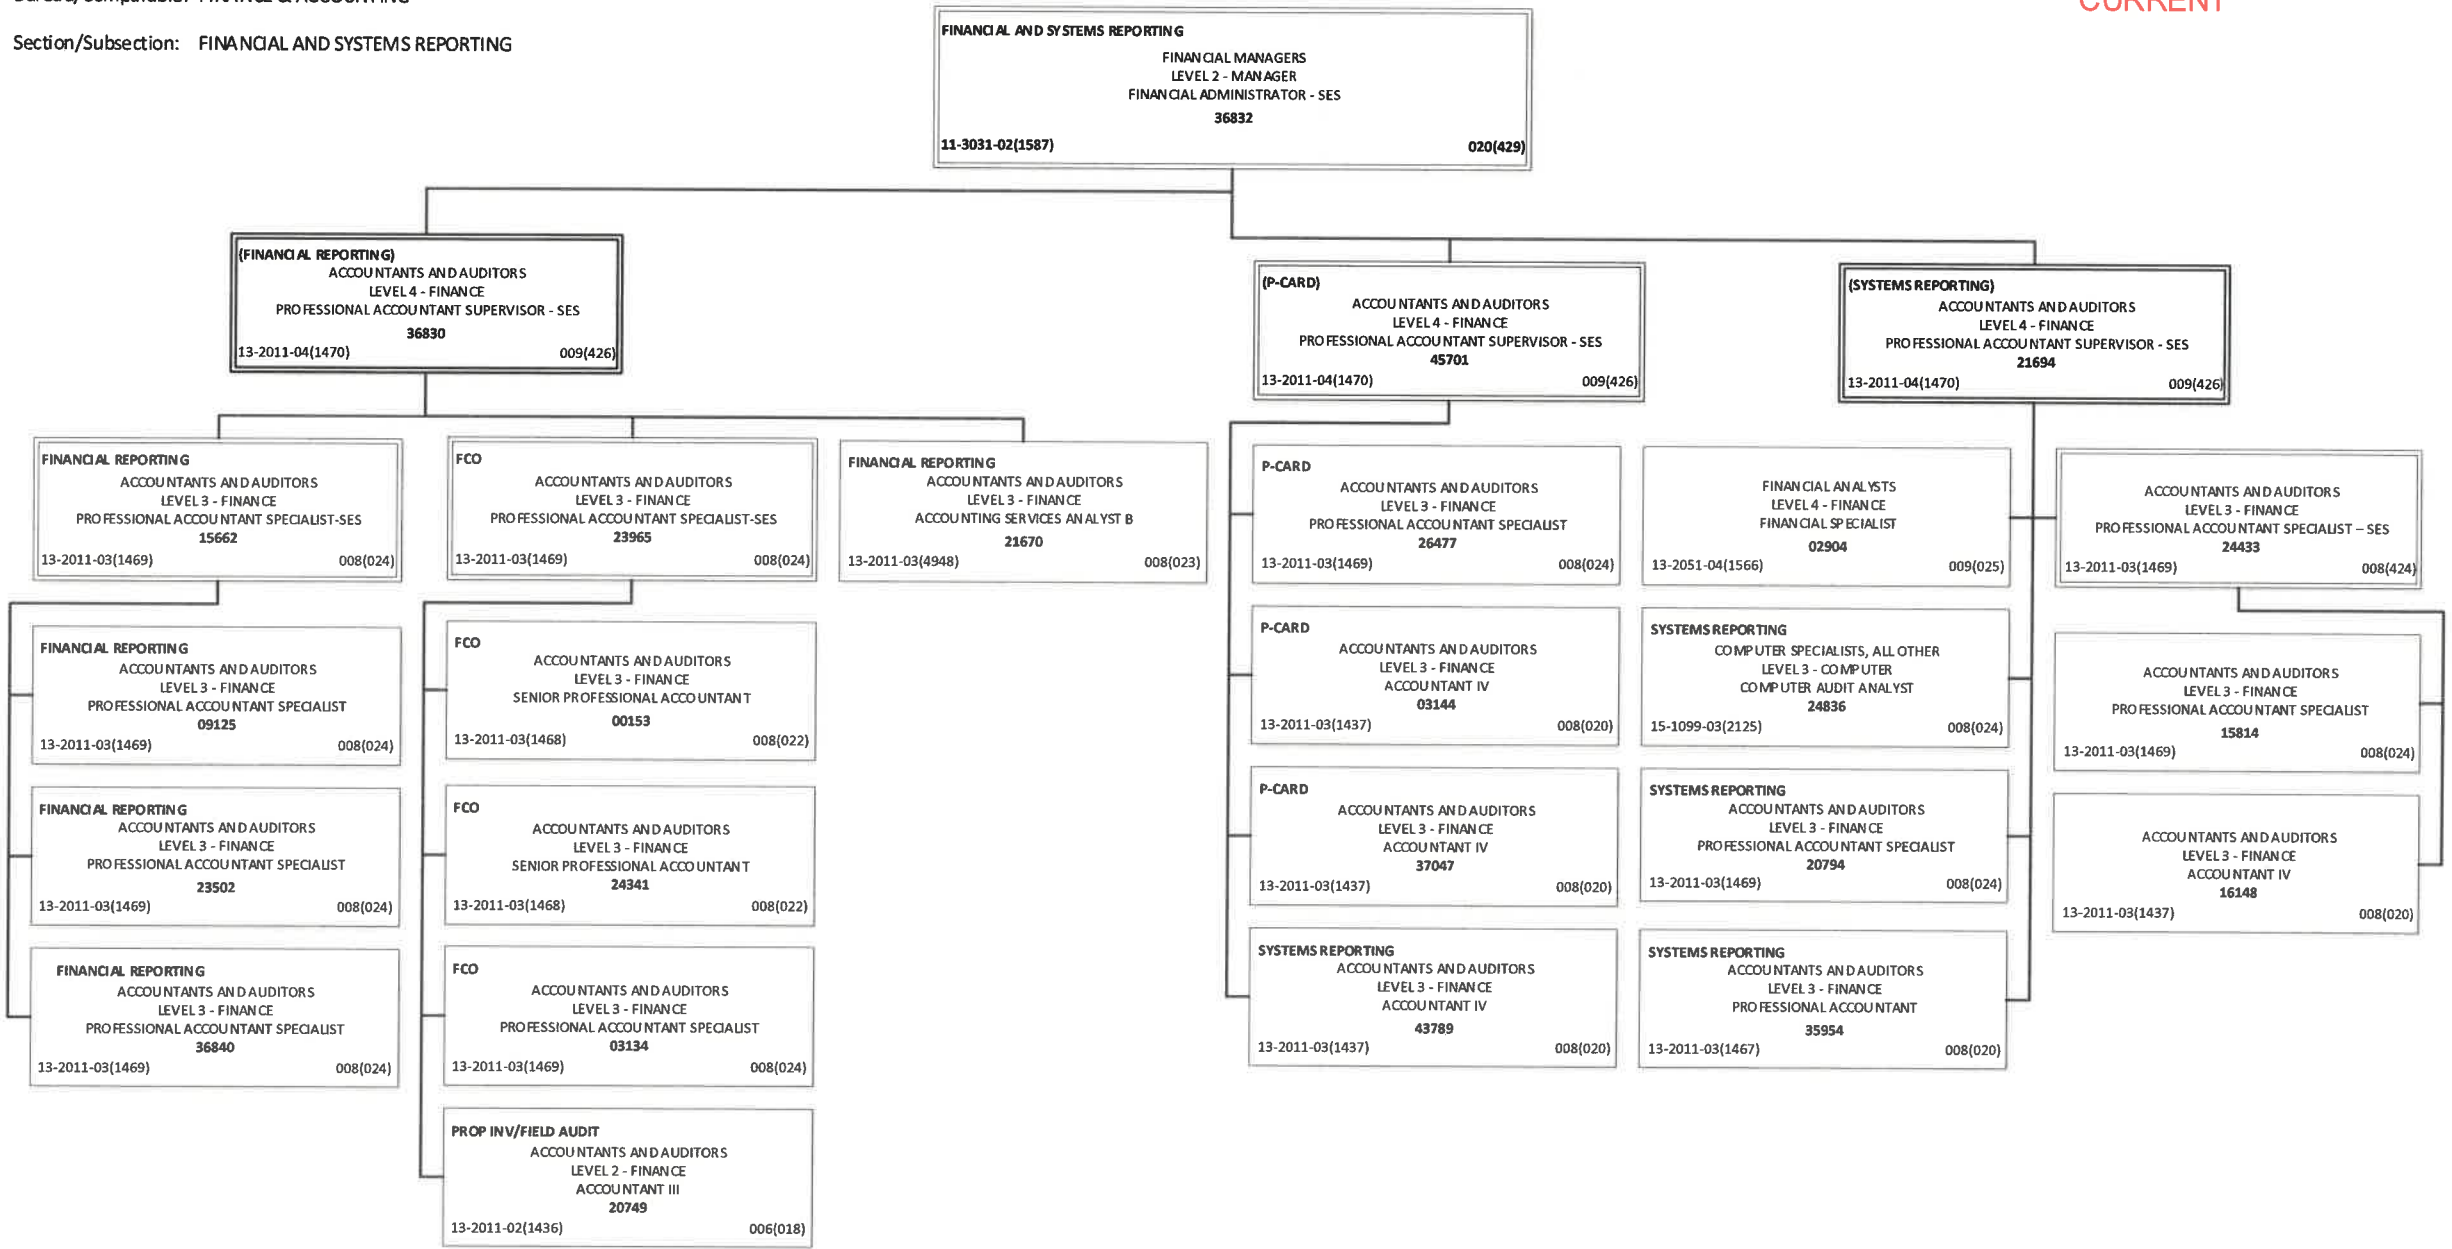 Section/Subsection: FINANCIAL AND SYSTEMS REPORTING
CURRENT
FINANCIAL AND SYSTEMS REPORTING
FINANCIAL MANAGERS
LEVEL 2 - MANAGER
FINANCIAL ADMINISTRATOR - SES
36832
11-3031-02(1587) 020(429)
(FINANCIAL REPORTING)
ACCOUNTANTS AND AUDITORS
LEVEL 4 - FINANCE
PROFESSIONAL ACCOUNTANT SUPERVISOR - SES
36830
13-2011-04(1470) 009(426)
(P-CARD)
ACCOUNTANTS AND AUDITORS
LEVEL 4 - FINANCE
PROFESSIONAL ACCOUNTANT SUPERVISOR - SES
45701
13-2011-04(1470) 009(426)
(SYSTEMS REPORTING)
ACCOUNTANTS AND AUDITORS
LEVEL 4 - FINANCE
PROFESSIONAL ACCOUNTANT SUPERVISOR - SES
21694
13-2011-04(1470) 009(426)
FINANCIAL REPORTING
ACCOUNTANTS AND AUDITORS
LEVEL 3 - FINANCE
PROFESSIONAL ACCOUNTANT SPECIALIST-SES
15662
13-2011-03(1469) 008(024)
FCO
ACCOUNTANTS AND AUDITORS
LEVEL 3 - FINANCE
PROFESSIONAL ACCOUNTANT SPECIALIST-SES
23965
13-2011-03(1469) 008(024)
FINANCIAL REPORTING
ACCOUNTANTS AND AUDITORS
LEVEL 3 - FINANCE
ACCOUNTING SERVICES ANALYST B
21670
13-2011-03(4948) 008(023)
P-CARD
ACCOUNTANTS AND AUDITORS
LEVEL 3 - FINANCE
PROFESSIONAL ACCOUNTANT SPECIALIST
26477
13-2011-03(1469) 008(024)
FINANCIAL ANALYSTS
LEVEL 4 - FINANCE
FINANCIAL SPECIALIST
02904
13-2051-04(1566) 009(025)
ACCOUNTANTS AND AUDITORS
LEVEL 3 - FINANCE
PROFESSIONAL ACCOUNTANT SPECIALIST – SES
24433
13-2011-03(1469) 008(424)
FINANCIAL REPORTING
ACCOUNTANTS AND AUDITORS
LEVEL 3 - FINANCE
PROFESSIONAL ACCOUNTANT SPECIALIST
09125
13-2011-03(1469) 008(024)
FCO
ACCOUNTANTS AND AUDITORS
LEVEL 3 - FINANCE
SENIOR PROFESSIONAL ACCOUNTANT
00153
13-2011-03(1468) 008(022)
P-CARD
ACCOUNTANTS AND AUDITORS
LEVEL 3 - FINANCE
ACCOUNTANT IV
03144
13-2011-03(1437) 008(020)
SYSTEMS REPORTING
COMPUTER SPECIALISTS, ALL OTHER
LEVEL 3 - COMPUTER
COMPUTER AUDIT ANALYST
24836
15-1099-03(2125) 008(024)
ACCOUNTANTS AND AUDITORS
LEVEL 3 - FINANCE
PROFESSIONAL ACCOUNTANT SPECIALIST
15814
13-2011-03(1469) 008(024)
FINANCIAL REPORTING
ACCOUNTANTS AND AUDITORS
LEVEL 3 - FINANCE
PROFESSIONAL ACCOUNTANT SPECIALIST
23502
13-2011-03(1469) 008(024)
FCO
ACCOUNTANTS AND AUDITORS
LEVEL 3 - FINANCE
SENIOR PROFESSIONAL ACCOUNTANT
24341
13-2011-03(1468) 008(022)
P-CARD
ACCOUNTANTS AND AUDITORS
LEVEL 3 - FINANCE
ACCOUNTANT IV
37047
13-2011-03(1437) 008(020)
SYSTEMS REPORTING
ACCOUNTANTS AND AUDITORS
LEVEL 3 - FINANCE
PROFESSIONAL ACCOUNTANT SPECIALIST
20794
13-2011-03(1469) 008(024)
ACCOUNTANTS AND AUDITORS
LEVEL 3 - FINANCE
ACCOUNTANT IV
16148
13-2011-03(1437) 008(020)
FINANCIAL REPORTING
ACCOUNTANTS AND AUDITORS
LEVEL 3 - FINANCE
PROFESSIONAL ACCOUNTANT SPECIALIST
36840
13-2011-03(1469) 008(024)
FCO
ACCOUNTANTS AND AUDITORS
LEVEL 3 - FINANCE
PROFESSIONAL ACCOUNTANT SPECIALIST
03134
13-2011-03(1469) 008(024)
SYSTEMS REPORTING
ACCOUNTANTS AND AUDITORS
LEVEL 3 - FINANCE
ACCOUNTANT IV
43789
13-2011-03(1437) 008(020)
SYSTEMS REPORTING
ACCOUNTANTS AND AUDITORS
LEVEL 3 - FINANCE
PROFESSIONAL ACCOUNTANT
35954
13-2011-03(1467) 008(020)
PROP INV/FIELD AUDIT
ACCOUNTANTS AND AUDITORS
LEVEL 2 - FINANCE
ACCOUNTANT III
20749
13-2011-02(1436) 006(018)